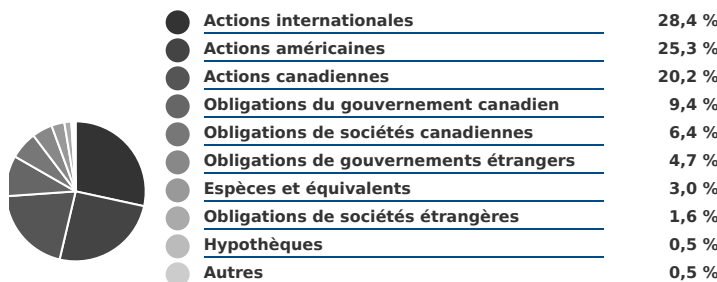 Actions internationales 28,4 %
Actions américaines 25,3 %
Actions canadiennes 20,2 %
Obligations du gouvernement canadien 9,4 %
Obligations de sociétés canadiennes 6,4 %
Obligations de gouvernements étrangers 4,7 %
Espèces et équivalents 3,0 %
Obligations de sociétés étrangères 1,6 %
Hypothèques 0,5 %
Autres 0,5 %